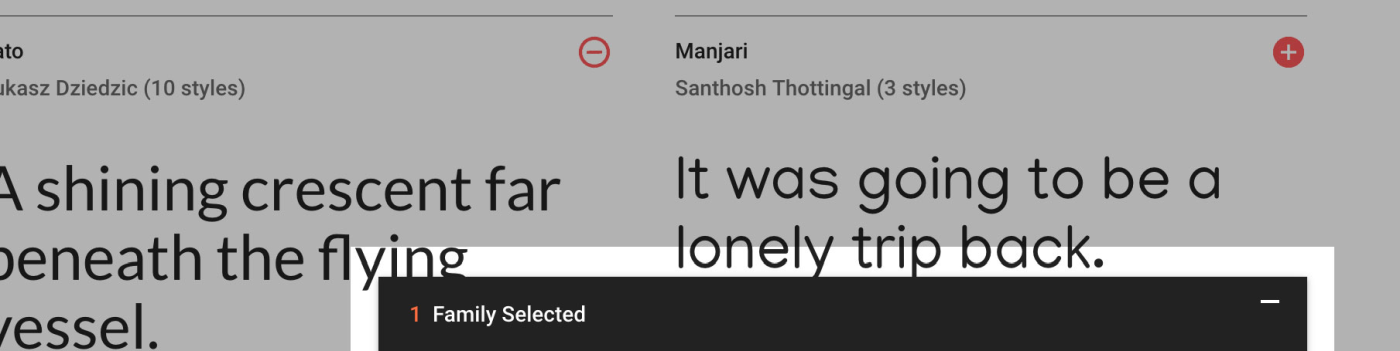 ato
ukasz Dziedzic (10 styles)
A shining crescent far
beneath the flying
vessel.
Manjari
Santhosh Thottingal (3 styles)
It was going to be a
lonely trip back.
1 Family Selected